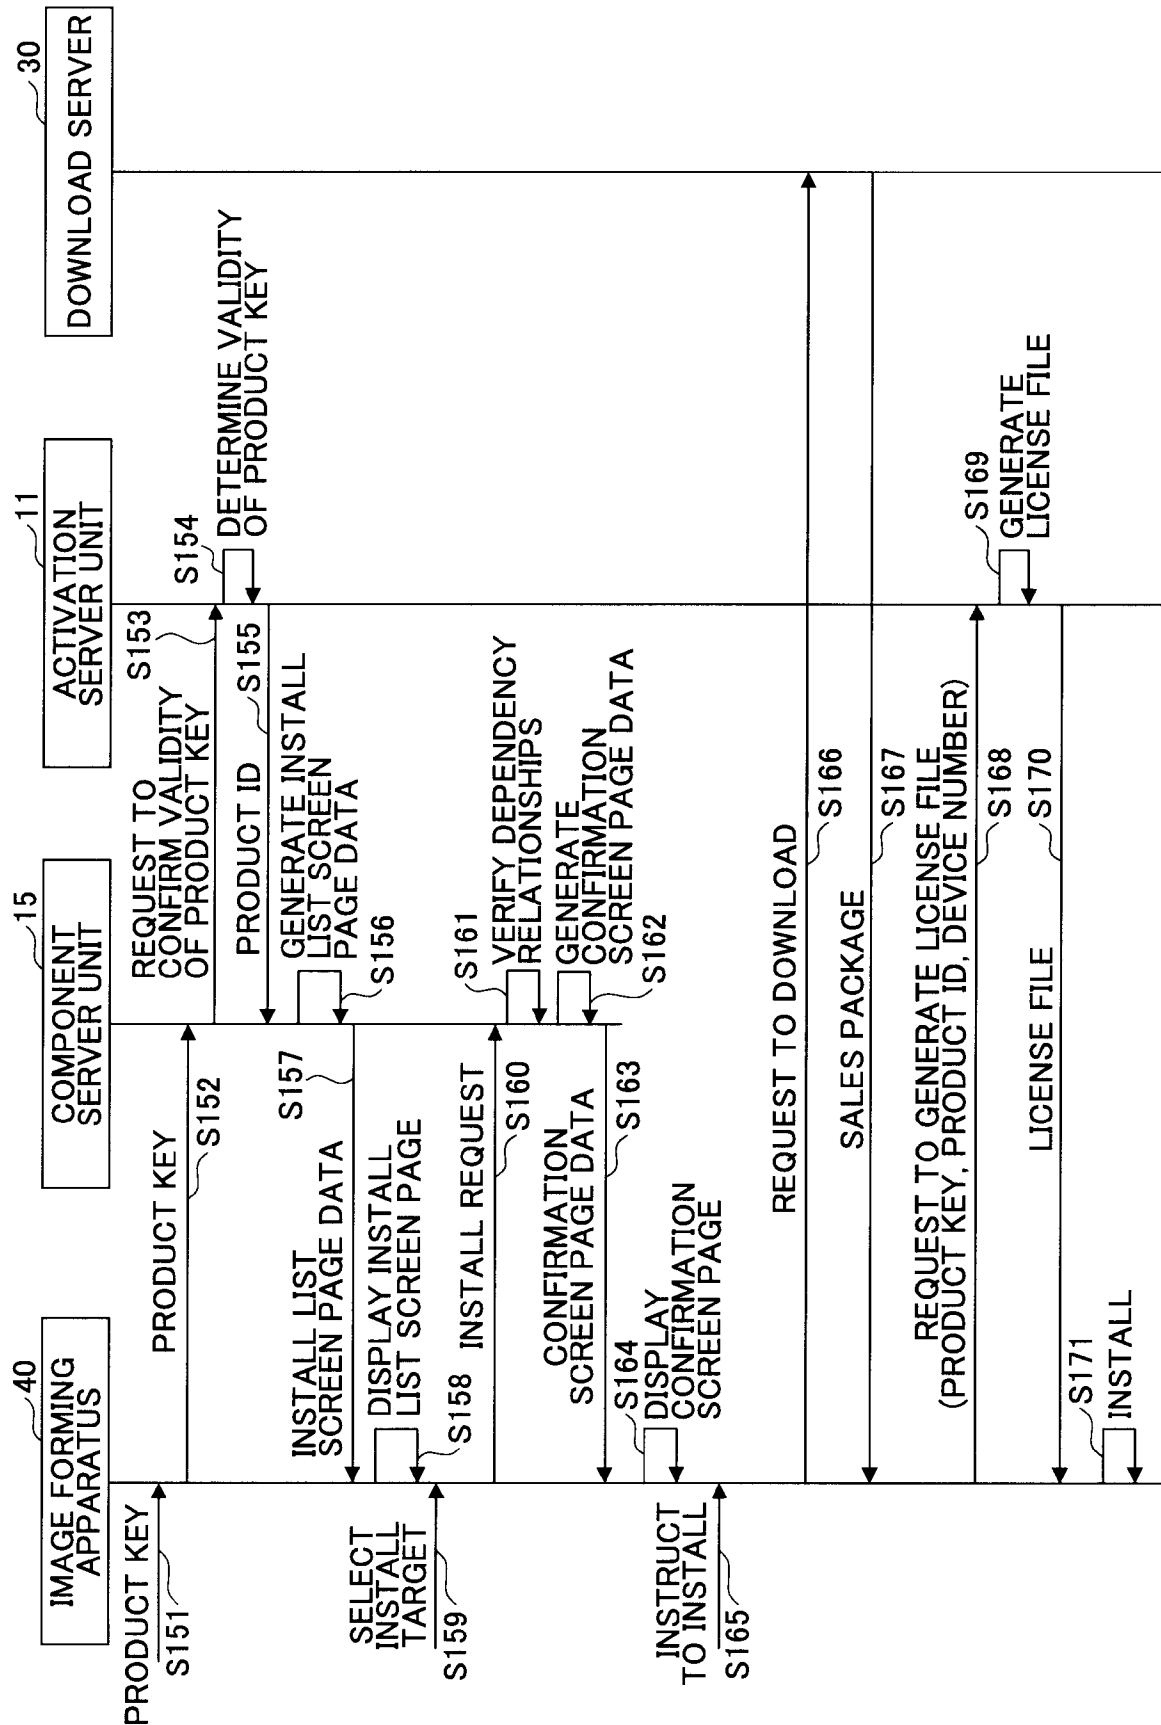 40
IMAGE FORMING
APPARATUS
15
COMPONENT
SERVER UNIT
11
ACTIVATION
SERVER UNIT
30
DOWNLOAD SERVER
PRODUCT KEY
S151
PRODUCT KEY
S152
REQUEST TO
CONFIRM VALIDITY
OF PRODUCT KEY
S153
S154
DETERMINE VALIDITY
OF PRODUCT KEY
PRODUCT ID
S155
GENERATE INSTALL
LIST SCREEN
PAGE DATA
S156
INSTALL LIST
SCREEN PAGE DATA
S157
DISPLAY INSTALL
LIST SCREEN PAGE
S158
SELECT
INSTALL
TARGET
S159
INSTALL REQUEST
S160
S161
VERIFY DEPENDENCY
RELATIONSHIPS
GENERATE
CONFIRMATION
SCREEN PAGE DATA
S162
CONFIRMATION
SCREEN PAGE DATA
S163
S164
DISPLAY
CONFIRMATION
SCREEN PAGE
INSTRUCT
TO INSTALL
S165
REQUEST TO DOWNLOAD
S166
SALES PACKAGE
S167
REQUEST TO GENERATE LICENSE FILE
(PRODUCT KEY, PRODUCT ID, DEVICE NUMBER)
S168
S169
GENERATE
LICENSE FILE
LICENSE FILE
S170
S171
INSTALL